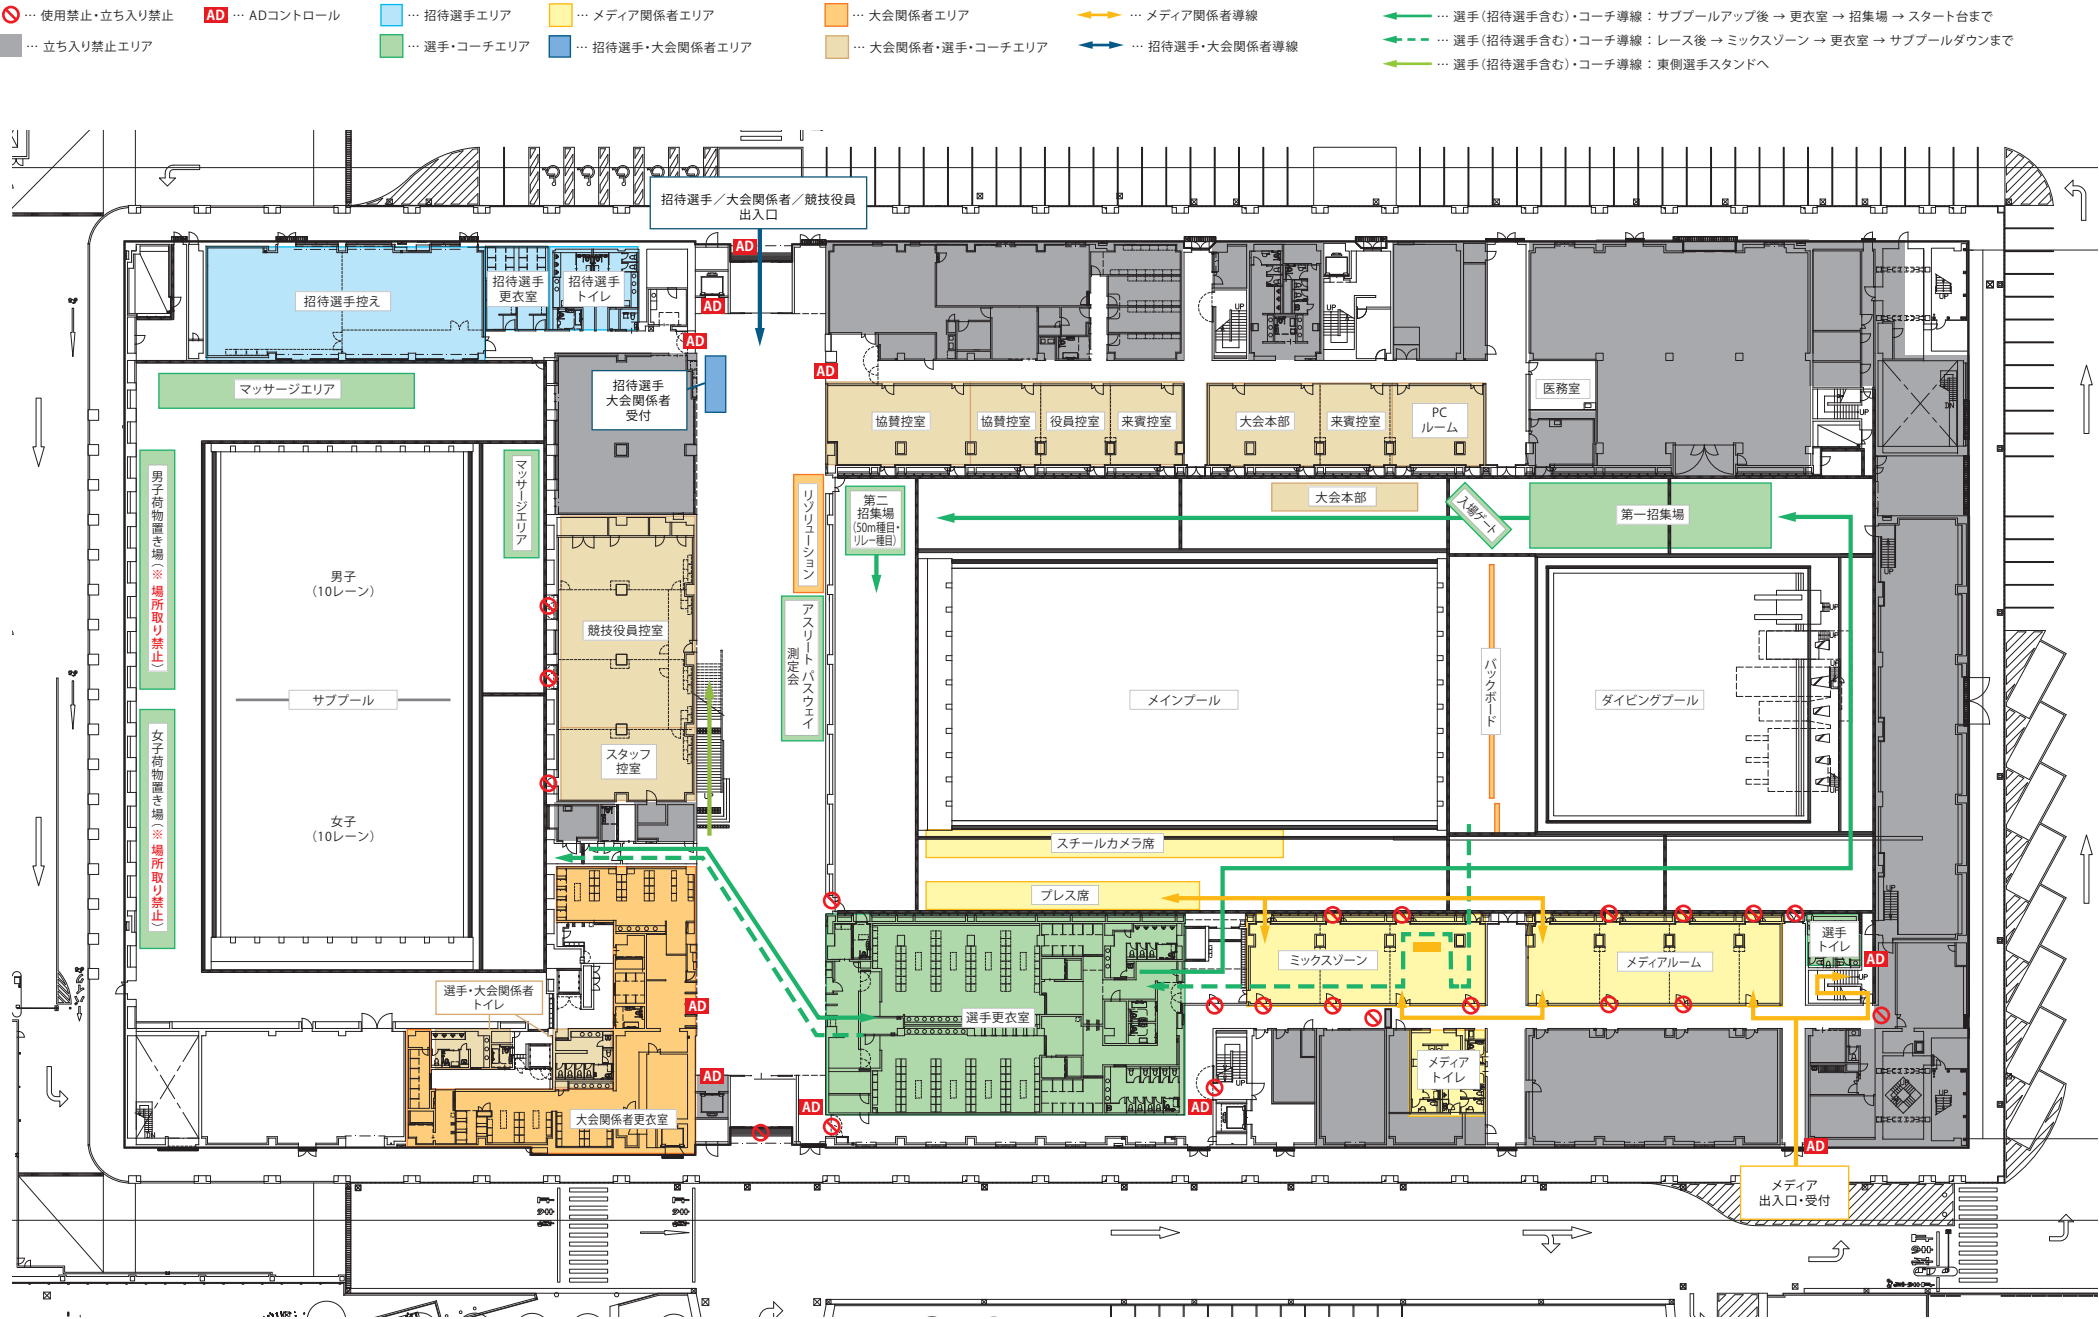 … 使用禁止・立ち入り禁止
AD … ADコントロール
… 招待選手エリア
… メディア関係者エリア
… 大会関係者エリア
… メディア関係者導線
… 選手（招待選手含む）・コーチ導線：サブプールアップ後 → 更衣室 → 招集場 → スタート台まで
… 立ち入り禁止エリア
… 選手・コーチエリア
… 招待選手・大会関係者エリア
… 大会関係者・選手・コーチエリア
… 招待選手・大会関係者導線
… 選手（招待選手含む）・コーチ導線：レース後 → ミックスゾーン → 更衣室 → サブプールダウンまで
… 選手（招待選手含む）・コーチ導線：東側選手スタンドへ
招待選手／大会関係者／競技役員
出入口
AD
招待選手控え
招待選手
更衣室
招待選手
トイレ
AD
UP
UP
UP
AD
AD
マッサージエリア
招待選手
大会関係者
受付
医務室
DN
UP
協賛控室
協賛控室
役員控室
来賓控室
大会本部
来賓控室
PC
ルーム
男子荷物置き場（※場所取り禁止）
マッサージエリア
リゾリューション
第二
招集場
（50m種目・
リレー種目）
大会本部
入場ゲート
第一招集場
UP
男子
（10レーン）
競技役員控室
アスリートパスウェイ
測定会
UP
UP
サブプール
メインプール
バックボード
ダイビングプール
女子荷物置き場（※場所取り禁止）
スタッフ
控室
女子
（10レーン）
スチールカメラ席
プレス席
UP
選手
トイレ
AD
ミックスゾーン
メディアルーム
UP
選手・大会関係者
トイレ
AD
選手更衣室
AD
メディア
トイレ
UP
UP
AD
AD
大会関係者更衣室
AD
メディア
出入口・受付